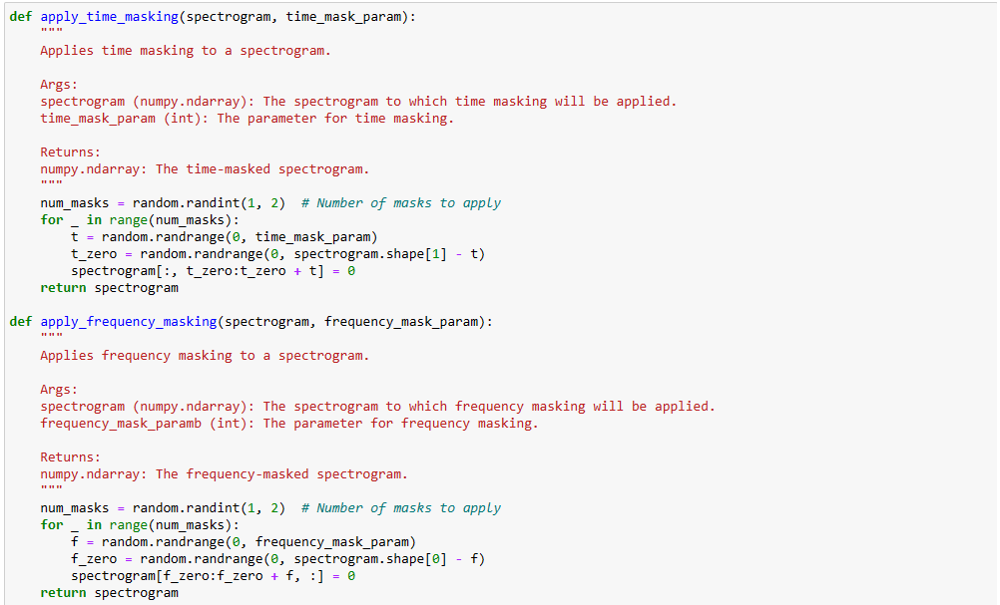 def apply_time_masking(spectrogram, time_mask_param):
    """
    Applies time masking to a spectrogram.

    Args:
    spectrogram (numpy.ndarray): The spectrogram to which time masking will be applied.
    time_mask_param (int): The parameter for time masking.

    Returns:
    numpy.ndarray: The time-masked spectrogram.
    """
    num_masks = random.randint(1, 2)  # Number of masks to apply
    for _ in range(num_masks):
        t = random.randrange(0, time_mask_param)
        t_zero = random.randrange(0, spectrogram.shape[1] - t)
        spectrogram[:, t_zero:t_zero + t] = 0
    return spectrogram

def apply_frequency_masking(spectrogram, frequency_mask_param):
    """
    Applies frequency masking to a spectrogram.

    Args:
    spectrogram (numpy.ndarray): The spectrogram to which frequency masking will be applied.
    frequency_mask_paramb (int): The parameter for frequency masking.

    Returns:
    numpy.ndarray: The frequency-masked spectrogram.
    """
    num_masks = random.randint(1, 2)  # Number of masks to apply
    for _ in range(num_masks):
        f = random.randrange(0, frequency_mask_param)
        f_zero = random.randrange(0, spectrogram.shape[0] - f)
        spectrogram[f_zero:f_zero + f, :] = 0
    return spectrogram